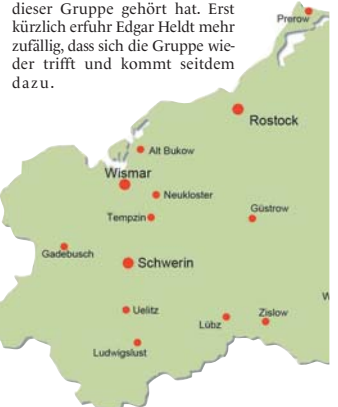 dieser Gruppe gehört hat. Erst
kürzlich erfuhr Edgar Heldt mehr
zufällig, dass sich die Gruppe wie-
der trifft und kommt seitdem
dazu.
Prerow
Rostock
Alt Bukow
Wismar
Neukloster
Tempzin
Güstrow
Gadebusch
Schwerin
W
Uelitz
Zislow
Lübz
Ludwigslust